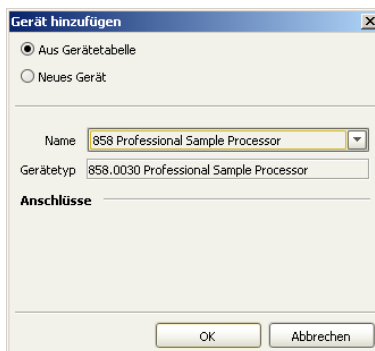 Gerät hinzufügen
Aus Gerätetabelle
Neues Gerät
Name 858 Professional Sample Processor
Gerätetyp 858.0030 Professional Sample Processor
Anschlüsse
OK Abbrechen